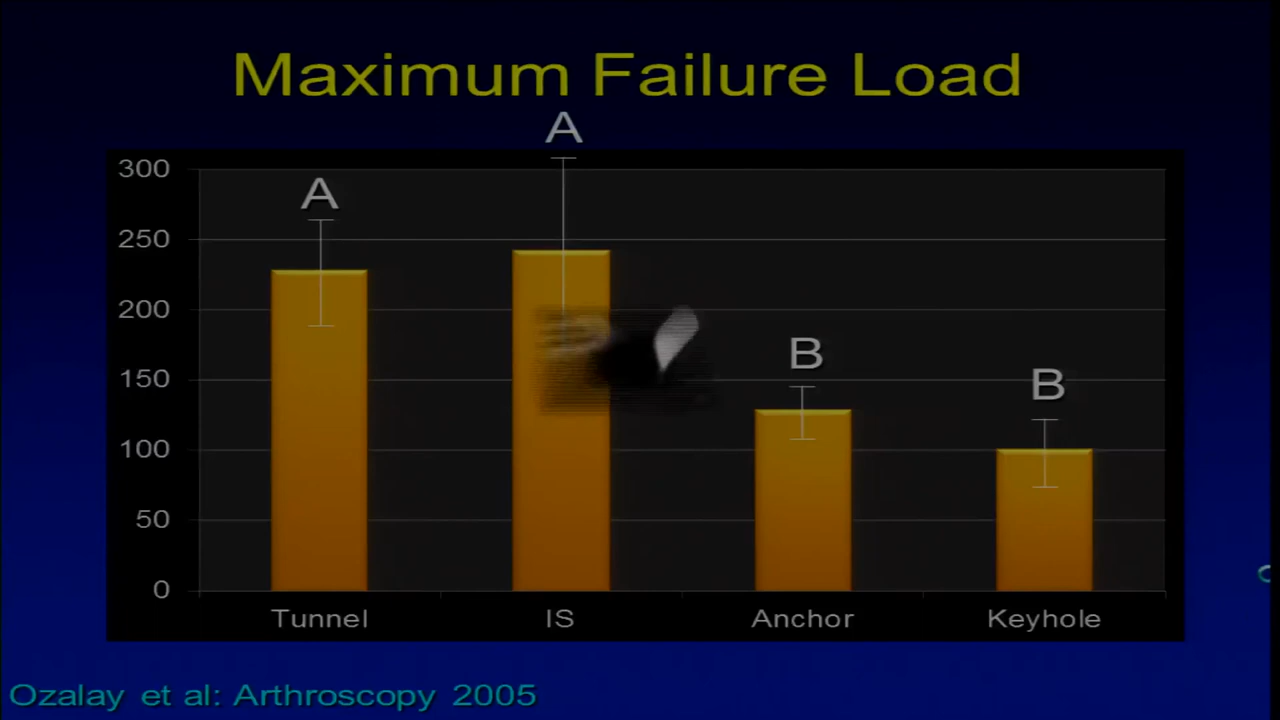 Maximum Failure Load
A
A
B
B
300
250
200
150
100
50
0
Tunnel IS Anchor Keyhole
Ozalay et al: Arthroscopy 2005